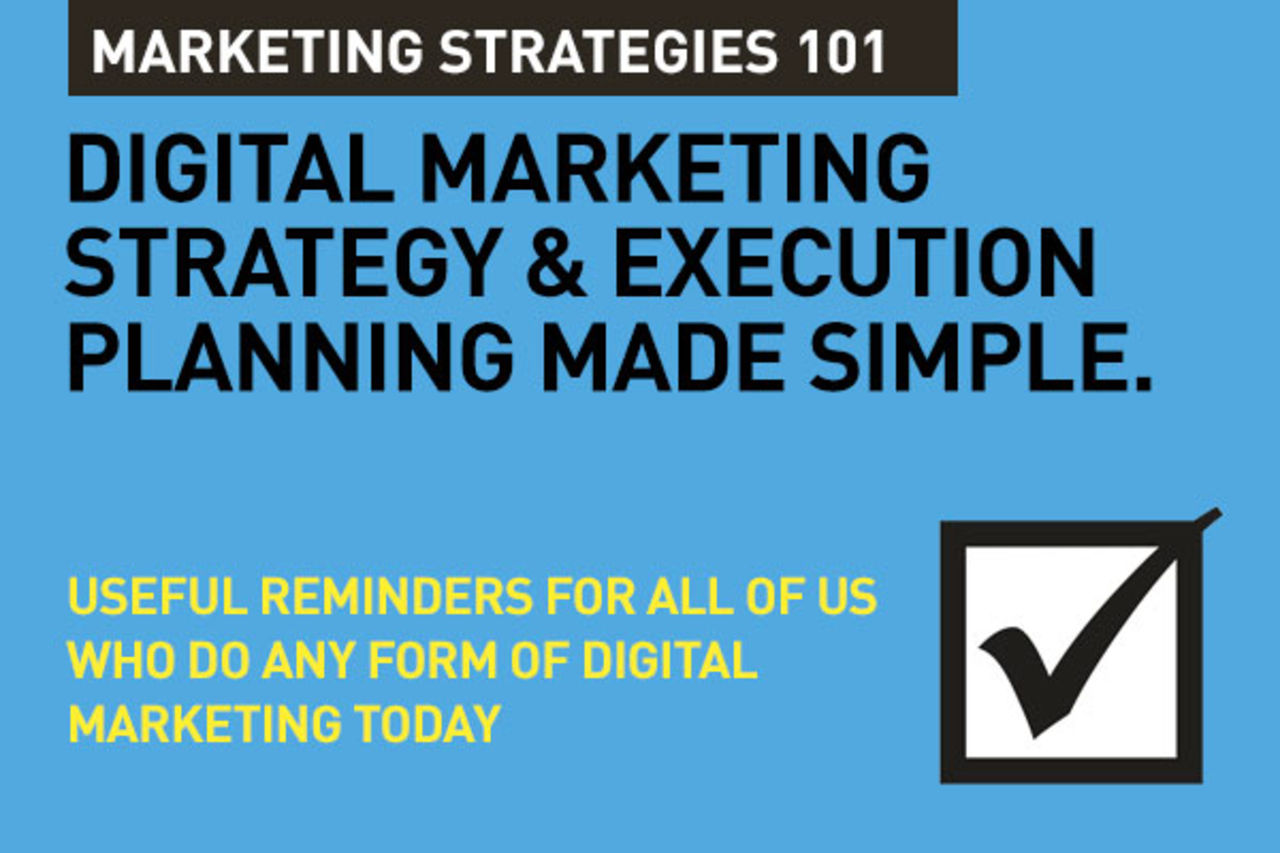 MARKETING STRATEGIES 101
DIGITAL MARKETING
STRATEGY & EXECUTION
PLANNING MADE SIMPLE.
USEFUL REMINDERS FOR ALL OF US
WHO DO ANY FORM OF DIGITAL
MARKETING TODAY